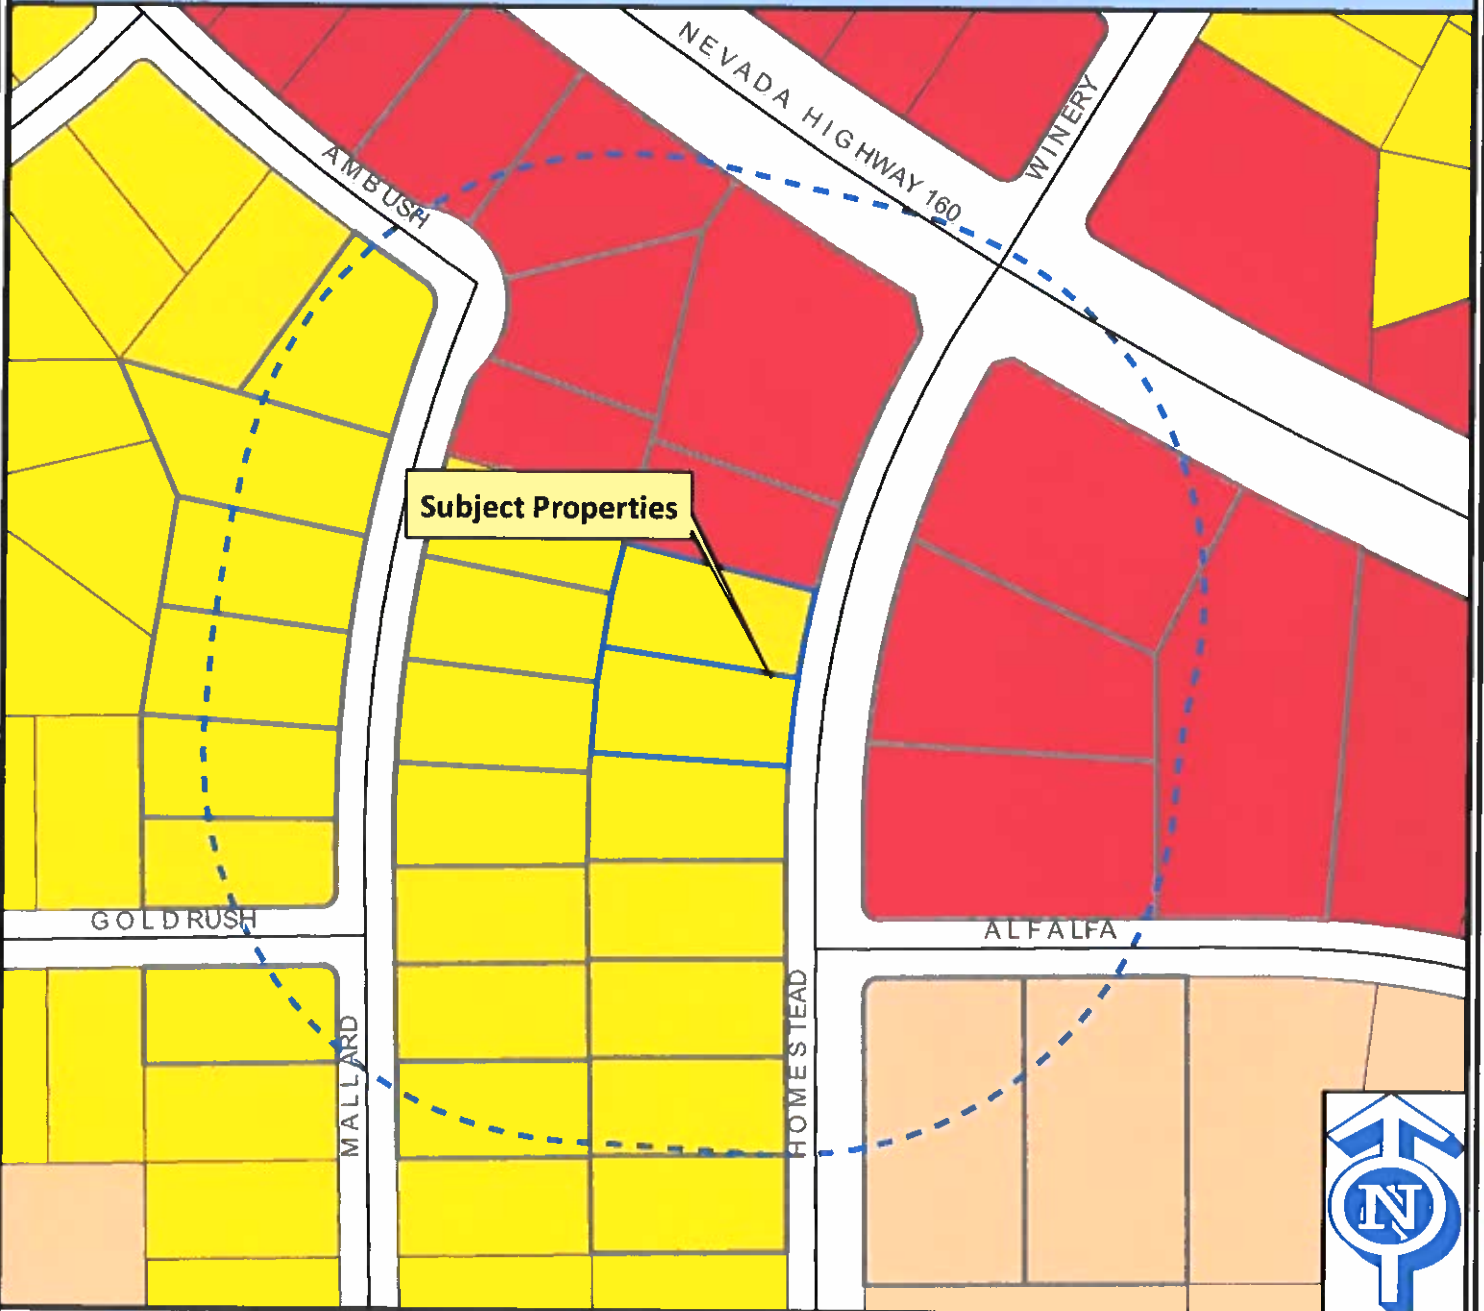 NEVADA HIGHWAY 160
WINERY
AMBUSH
Subject Properties
GOLDRUSH
ALFALFA
MALLARD
HOMESTEAD
N